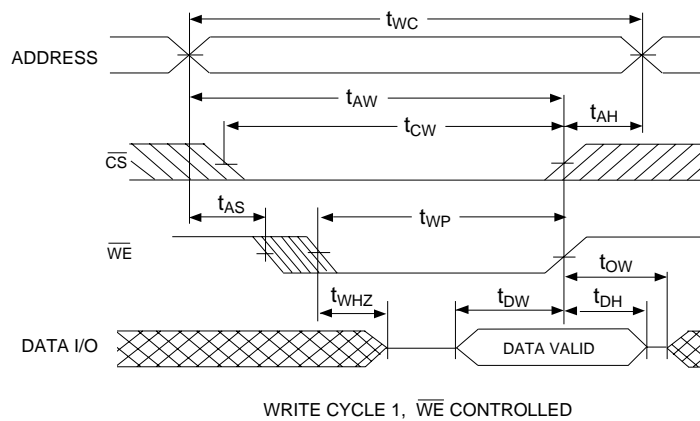 tWC
ADDRESS
tAW
tCW
tAH
CS
tAS
tWP
WE
tOW
tWHZ
tDW
tDH
DATA I/O
DATA VALID
WRITE CYCLE 1, WE CONTROLLED